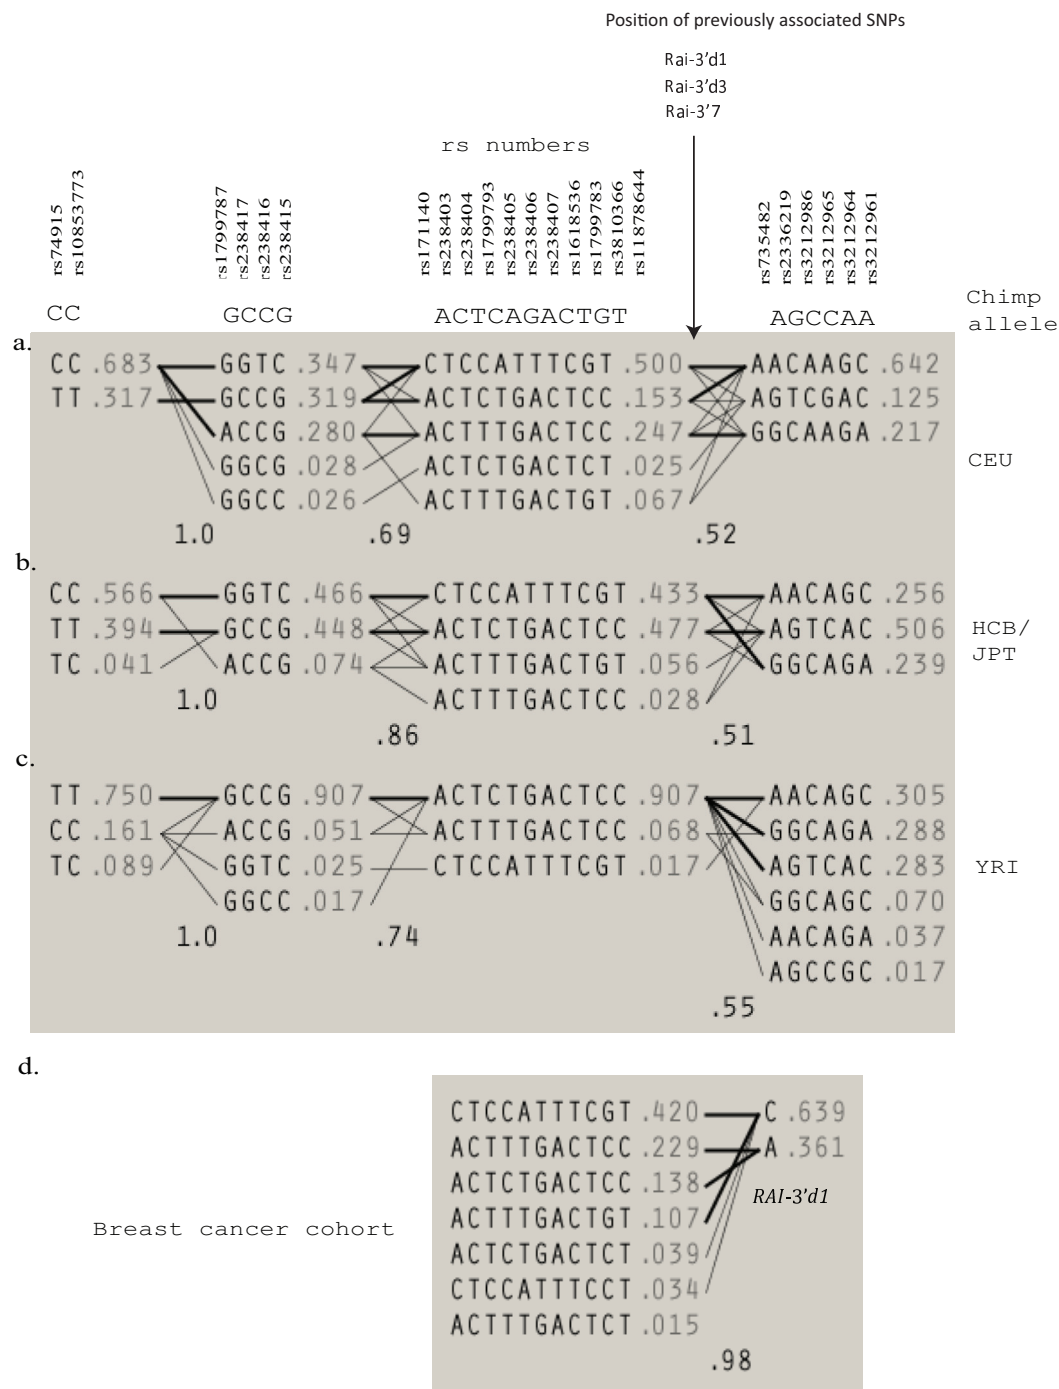 Position of previously associated SNPs
Rai-3'd1
Rai-3'd3
Rai-3'7
rs numbers
rs74915
rs10853773
rs1799787
rs238417
rs238416
rs238415
rs171140
rs238403
rs238404
rs1799793
rs238405
rs238406
rs238407
rs1618536
rs1799783
rs3810366
rs11878644
rs735482
rs2336219
rs3212986
rs3212965
rs3212964
rs3212961
CC GCCG ACTCAGACTGT AGCCAA
Chimp
allele
a.
CC .683 GGTC .347 CTCCATTTCGT .500 AACAAGC .642
TT .317 GCCG .319 ACTCTGACTCC .153 AGTCGAC .125
ACCG .280 ACTTTGACTCC .247 GGCAAGA .217
GGCG .028 ACTCTGACTCT .025
GGCC .026 ACTTTGACTGT .067
CEU
1.0 .69 .52
b.
CC .566 GGTC .466 CTCCATTTCGT .433 AACAGC .256
TT .394 GCCG .448 ACTCTGACTCC .477 AGTCAC .506
TC .041 ACCG .074 ACTTTGACTGT .056 GGCAGA .239
ACTTTGACTCC .028
HCB/
JPT
1.0 .86 .51
c.
TT .750 GCCG .907 ACTCTGACTCC .907 AACAGC .305
CC .161 ACCG .051 ACTTTGACTCC .068 GGCAGA .288
TC .089 GGTC .025 CTCCATTTCGT .017 AGTCAC .283
GGCC .017 GGCAGC .070
AACAGA .037
AGCCGC .017
YRI
1.0 .74 .55
d.
CTCCATTTCGT .420 C .639
ACTTTGACTCC .229 A .361
ACTCTGACTCC .138
RAI-3'd1
ACTTTGACTGT .107
ACTCTGACTCT .039
CTCCATTTCCT .034
ACTTTGACTCT .015
Breast cancer cohort
.98